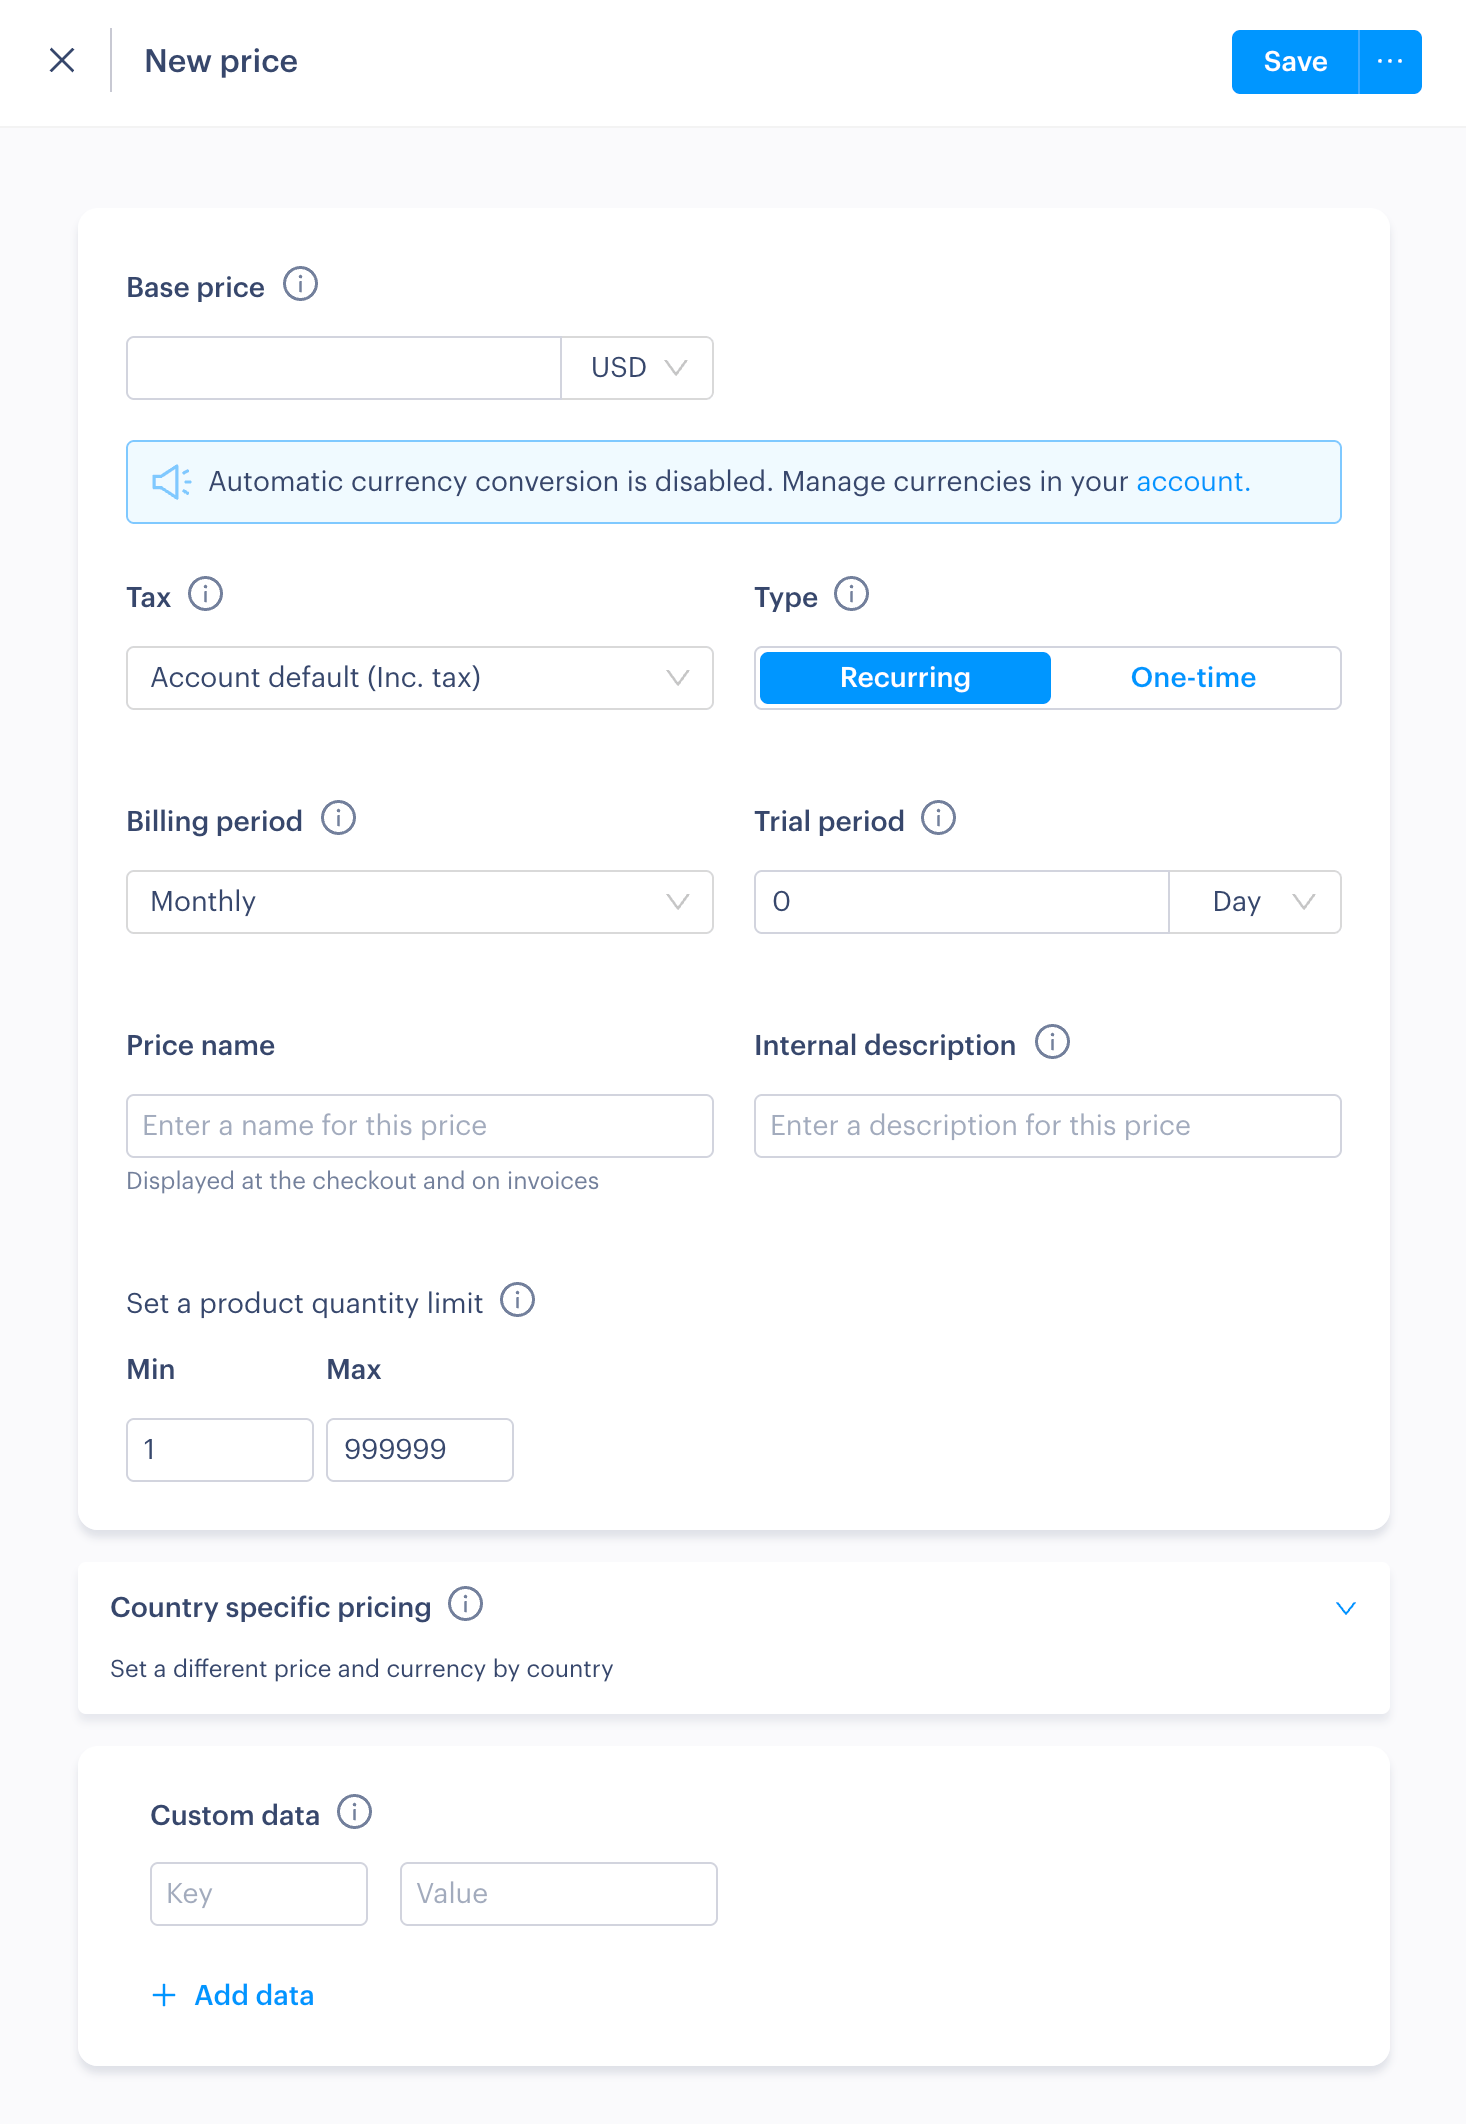 New price
Save
Base price
USD
Automatic currency conversion is disabled. Manage currencies in your account.
Tax
Type
Account default (Inc. tax)
Recurring
One-time
Billing period
Trial period
Monthly
0
Day
Price name
Internal description
Enter a name for this price
Enter a description for this price
Displayed at the checkout and on invoices
Set a product quantity limit
Min
Max
1
999999
Country specific pricing
Set a different price and currency by country
Custom data
Key
Value
Add data